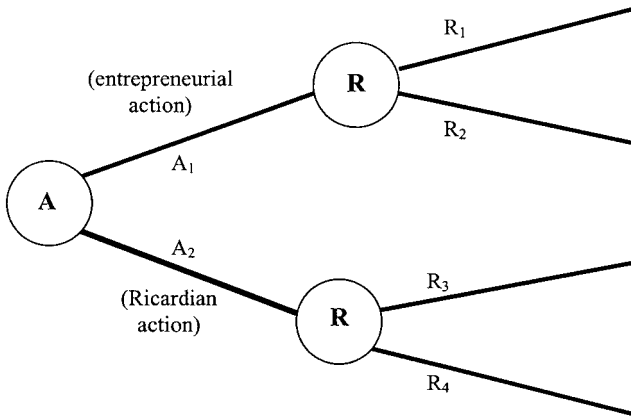 R₁
(entrepreneurial
action)
R
R₂
A₁
A
A₂
(Ricardian
action)
R₃
R
R₄